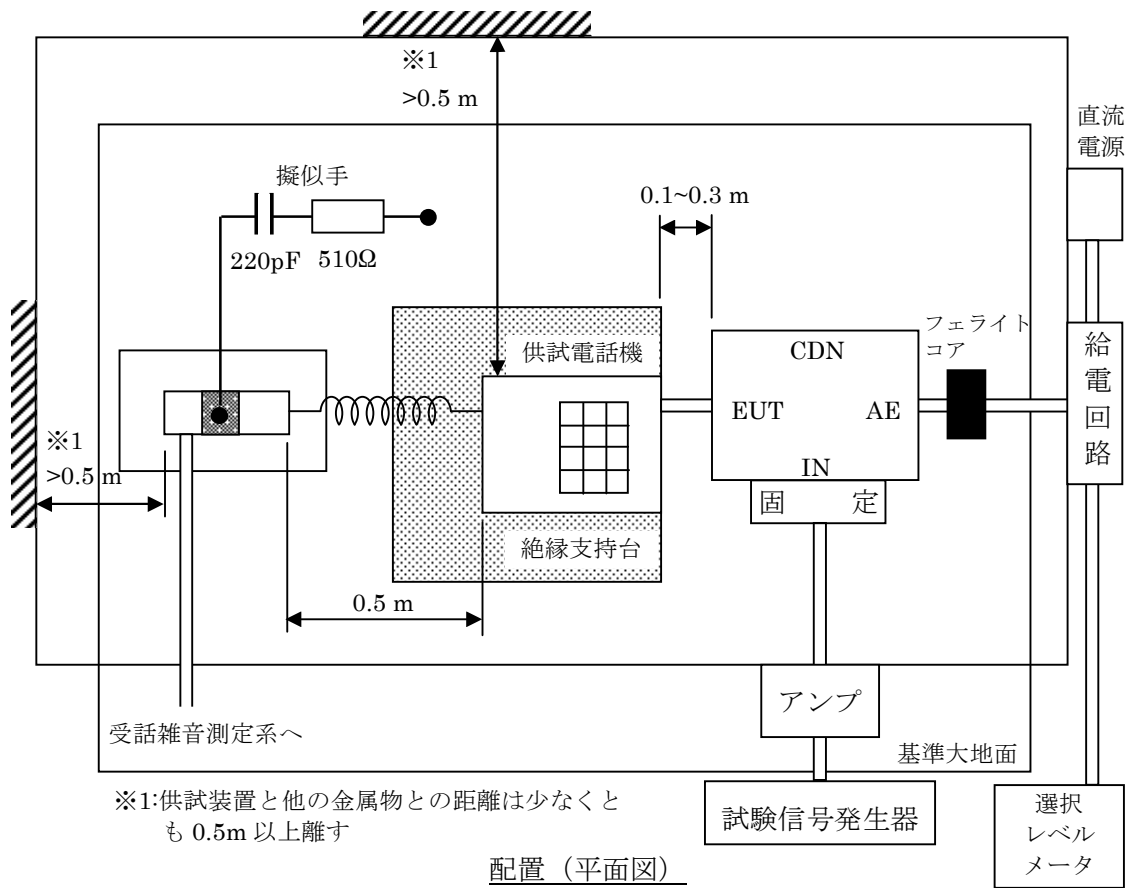 ※1
>0.5 m
直流
電源
擬似手
0.1~0.3 m
220pF 510Ω
フェライト
コア
供試電話機
CDN
給電回路
EUT AE
※1
>0.5 m
IN
固 定
絶縁支持台
0.5 m
アンプ
受話雑音測定系へ
基準大地面
※1:供試装置と他の金属物との距離は少なくと
も 0.5m 以上離す
試験信号発生器
選択
レベル
メータ
配置（平面図）